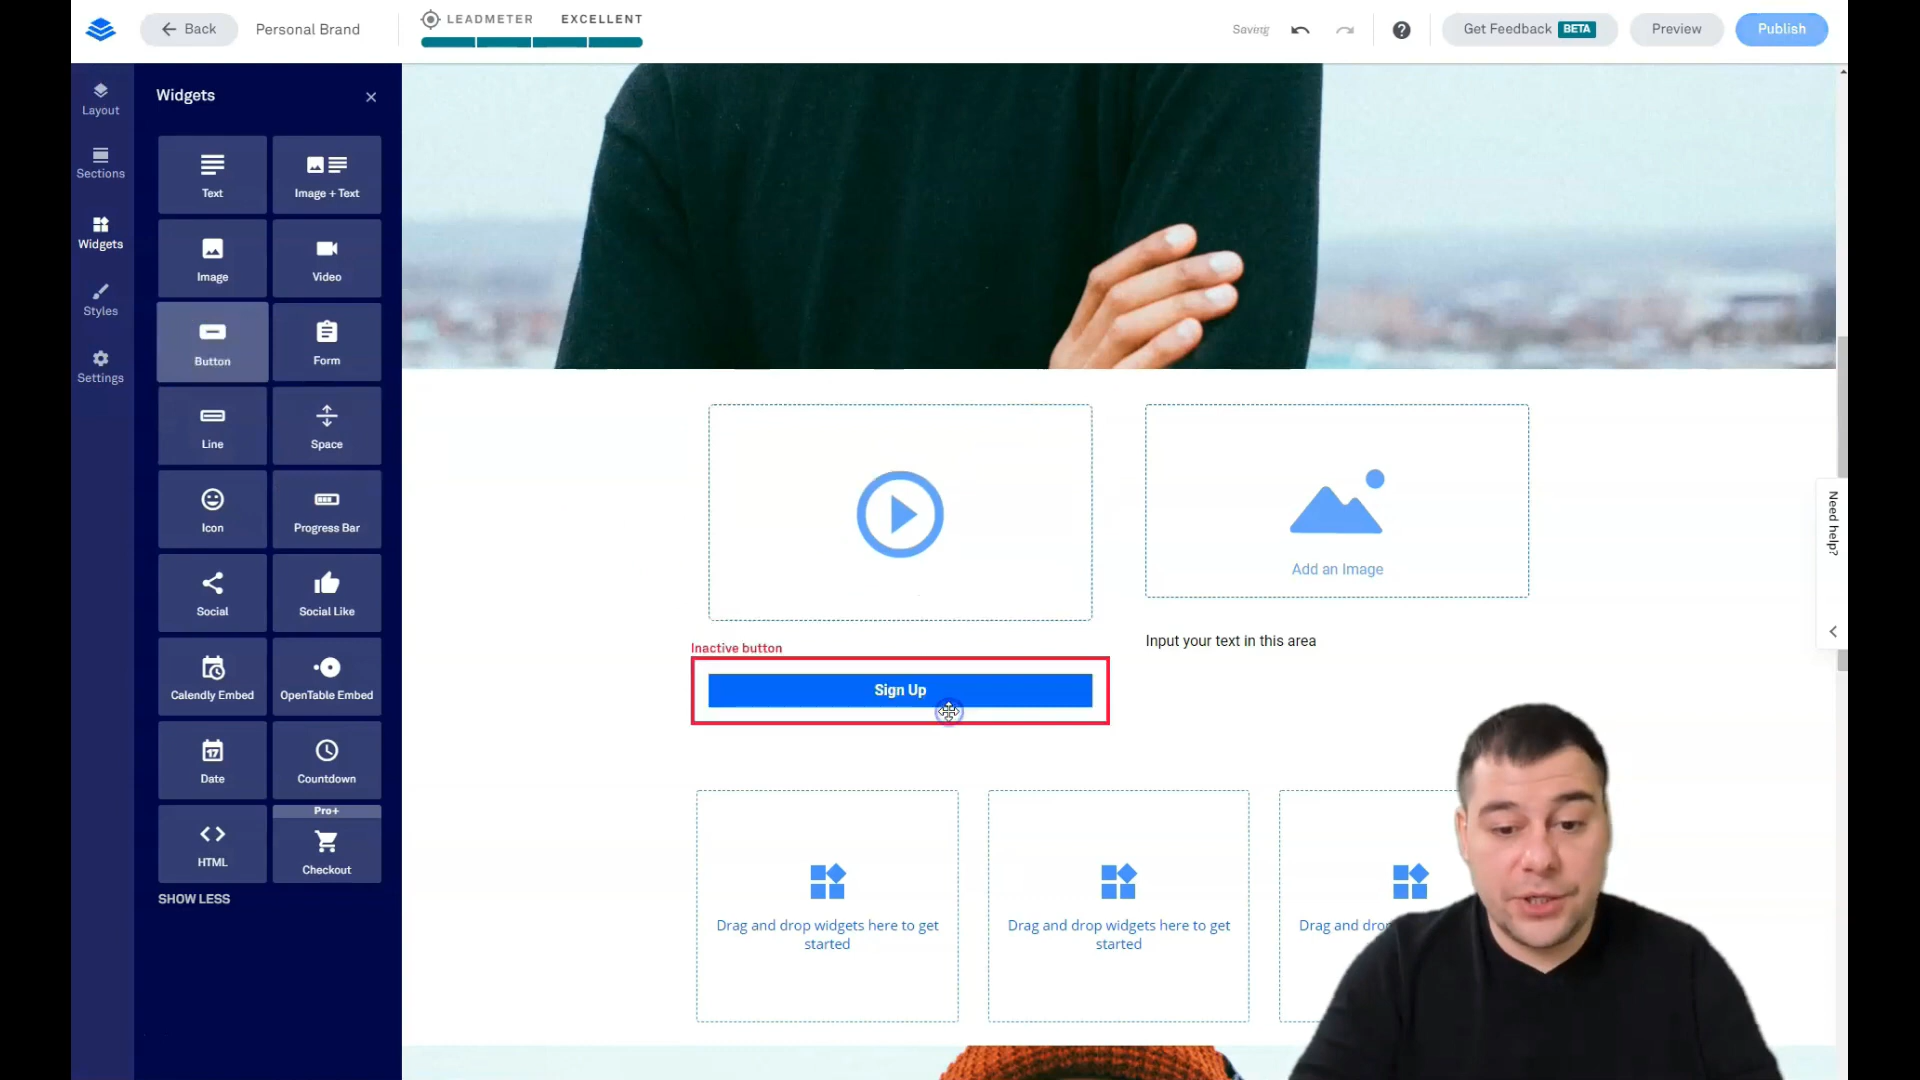 Back
Personal Brand
LEADMETER EXCELLENT
Saving
Get Feedback BETA
Preview
Publish
Layout
Sections
Widgets
Styles
Settings
Widgets
Text
Image + Text
Image
Video
Button
Form
Line
Space
Icon
Progress Bar
Social
Social Like
Calendly Embed
OpenTable Embed
17
Date
Countdown
HTML
Pro+
Checkout
SHOW LESS
Add an Image
Inactive button
Sign Up
Input your text in this area
Need help?
Drag and drop widgets here to get
started
Drag and drop widgets here to get
started
Drag and